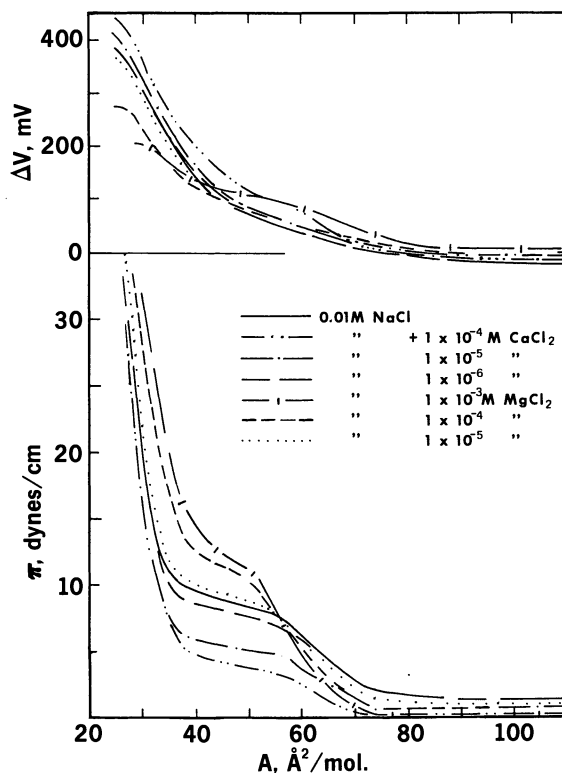 400
200
0
ΔV, mV
30
20
10
π, dynes/cm
0.01M NaCl
" + 1 x 10⁻⁴ M CaCl₂
" 1 x 10⁻⁵ "
" 1 x 10⁻⁶ "
" 1 x 10⁻³M MgCl₂
" 1 x 10⁻⁴ "
" 1 x 10⁻⁵ "
20 40 60 80 100
A, Å²/mol.